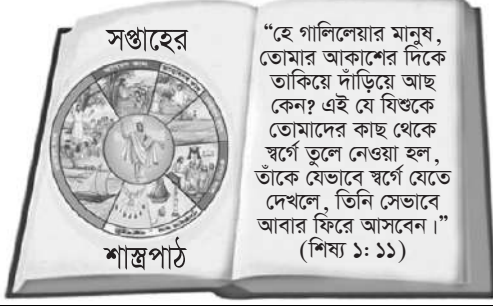 সপ্তাহের
শাস্ত্রপাঠ
“হে গালিলেয়ার মানুষ,
তোমার আকাশের দিকে
তাকিয়ে দাঁড়িয়ে আছ
কেন? এই যে যিশুকে
তোমাদের কাছ থেকে
স্বর্গে তুলে নেওয়া হল,
তাঁকে যেভাবে স্বর্গে যেতে
দেখলে, তিনি সেভাবে
আবার ফিরে আসবেন।”
(শিষ্য ১: ১১)